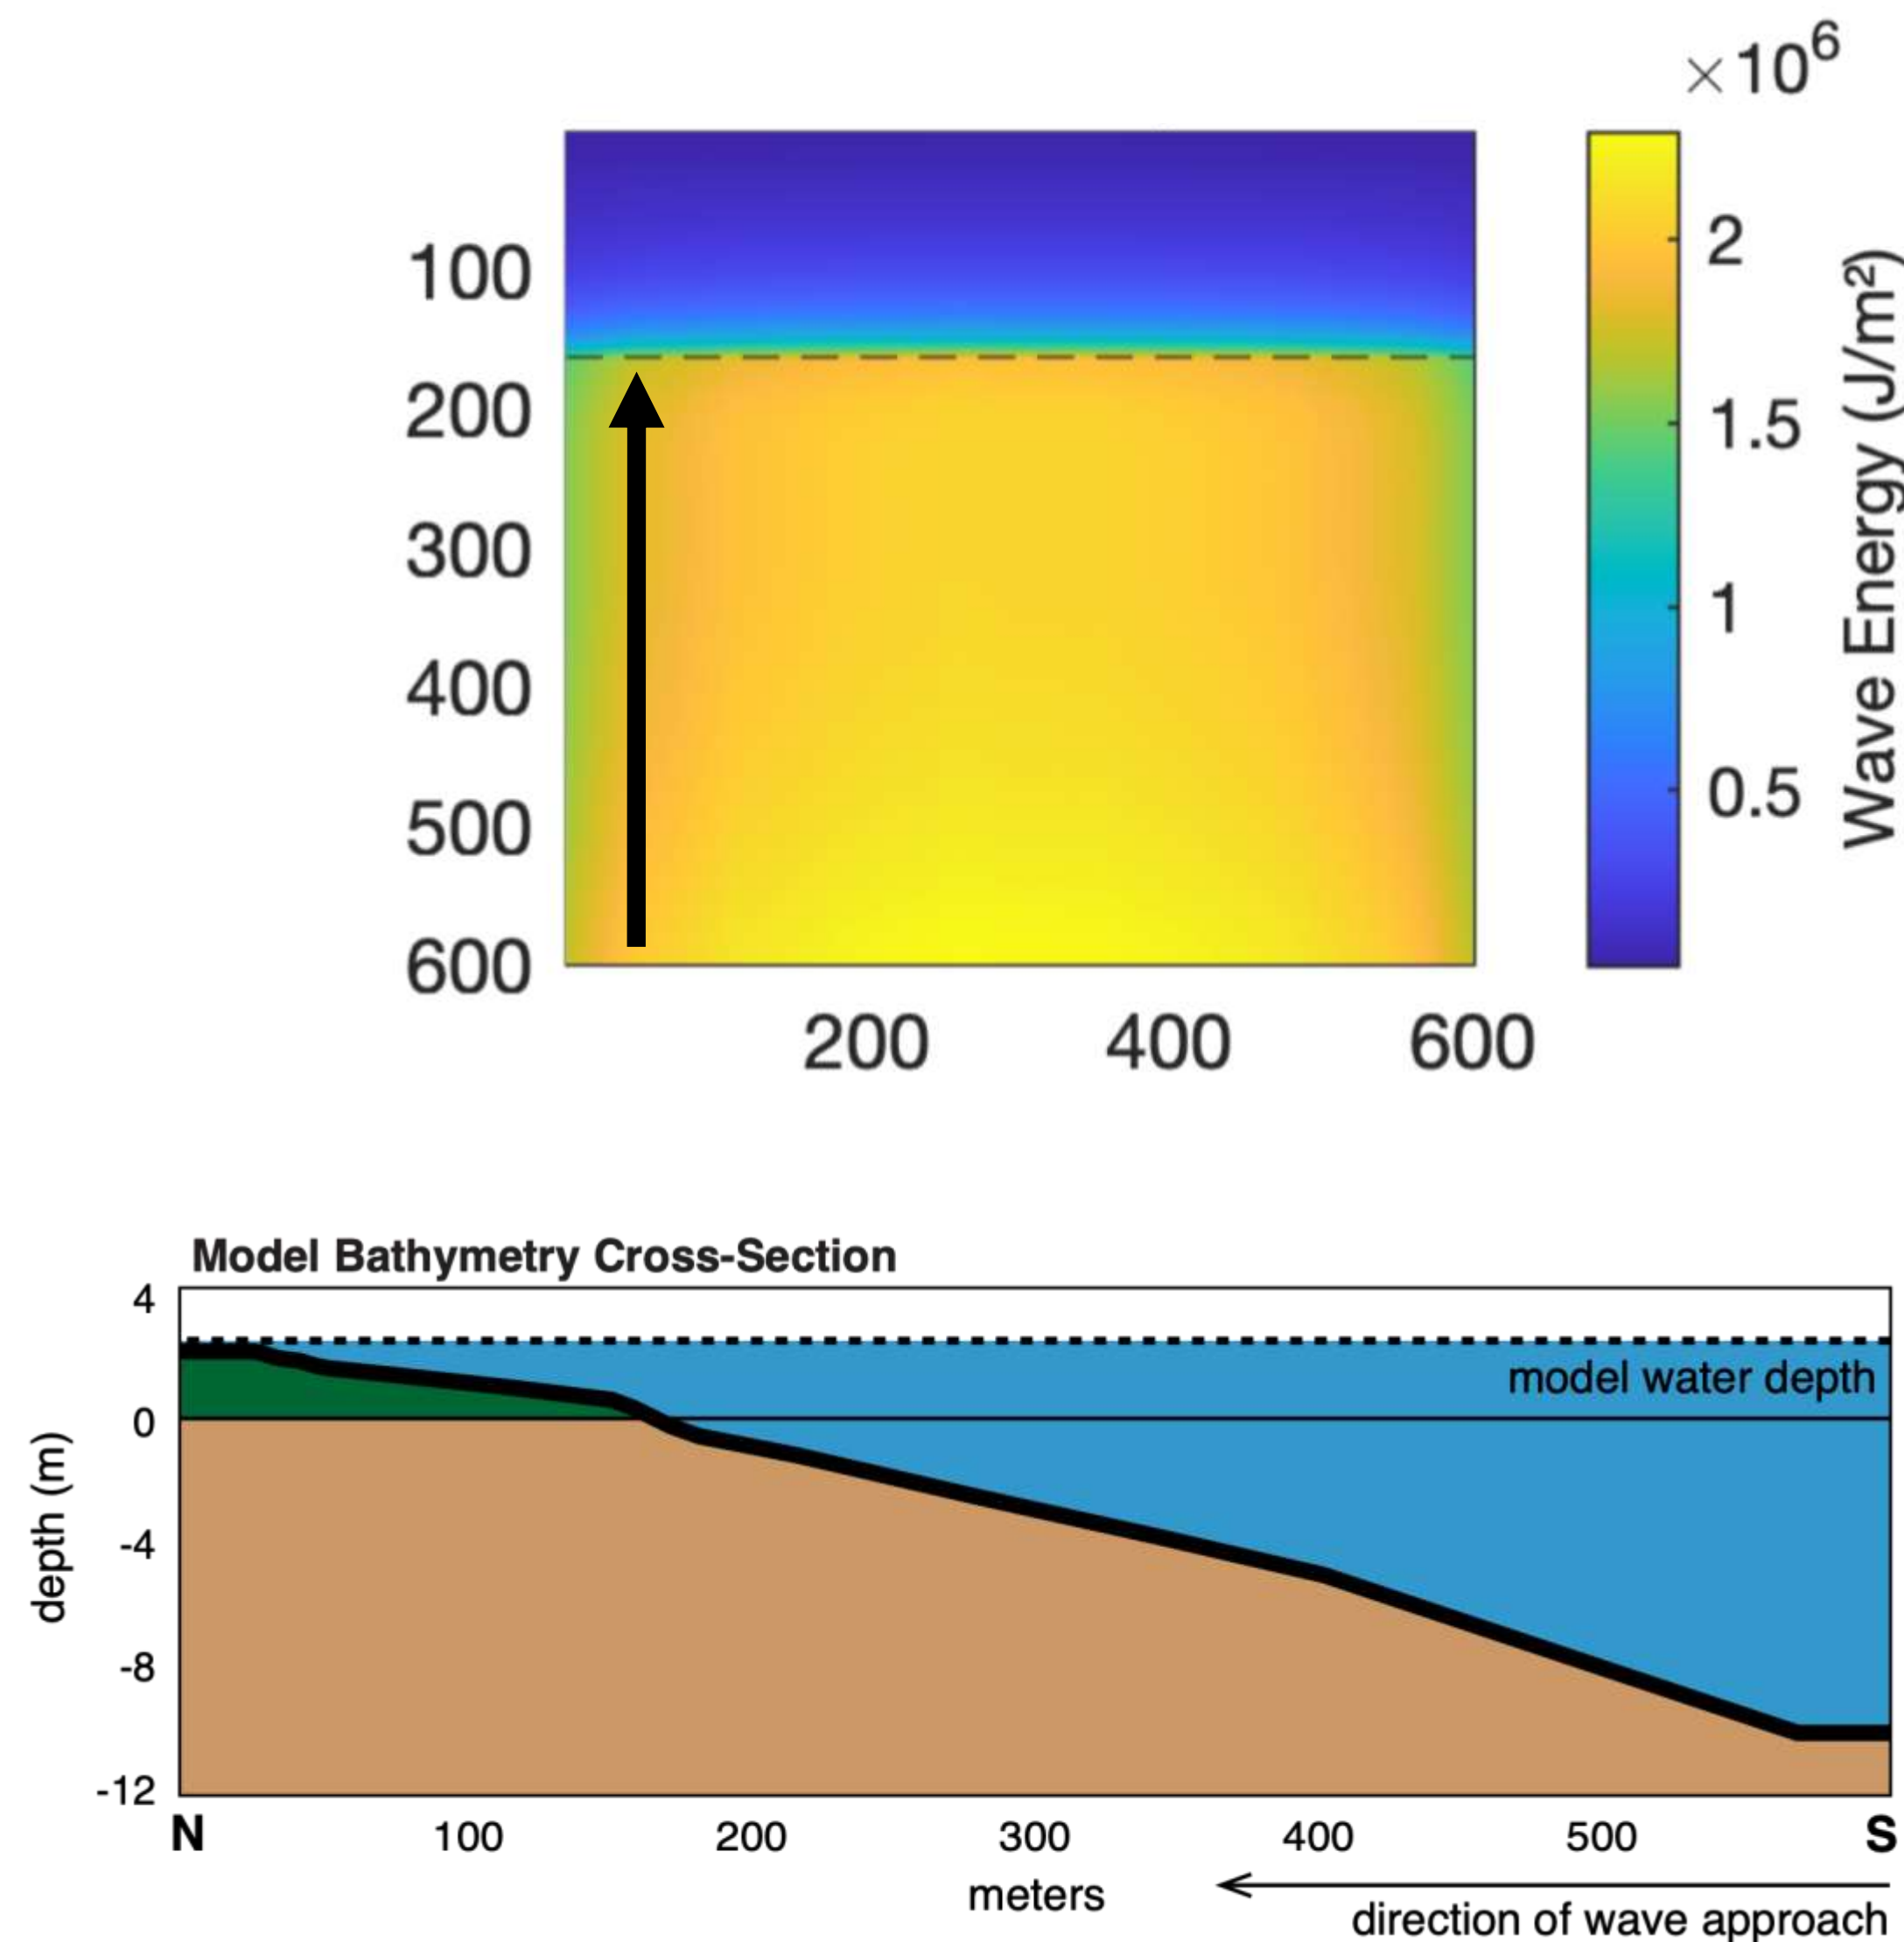 ×10⁶
100
200
300
400
500
600
200 400 600
2
1.5
1
0.5
Wave Energy (J/m²)
Model Bathymetry Cross-Section
4
0
-4
-8
-12
depth (m)
model water depth
N 100 200 300 400 500 S
meters
direction of wave approach